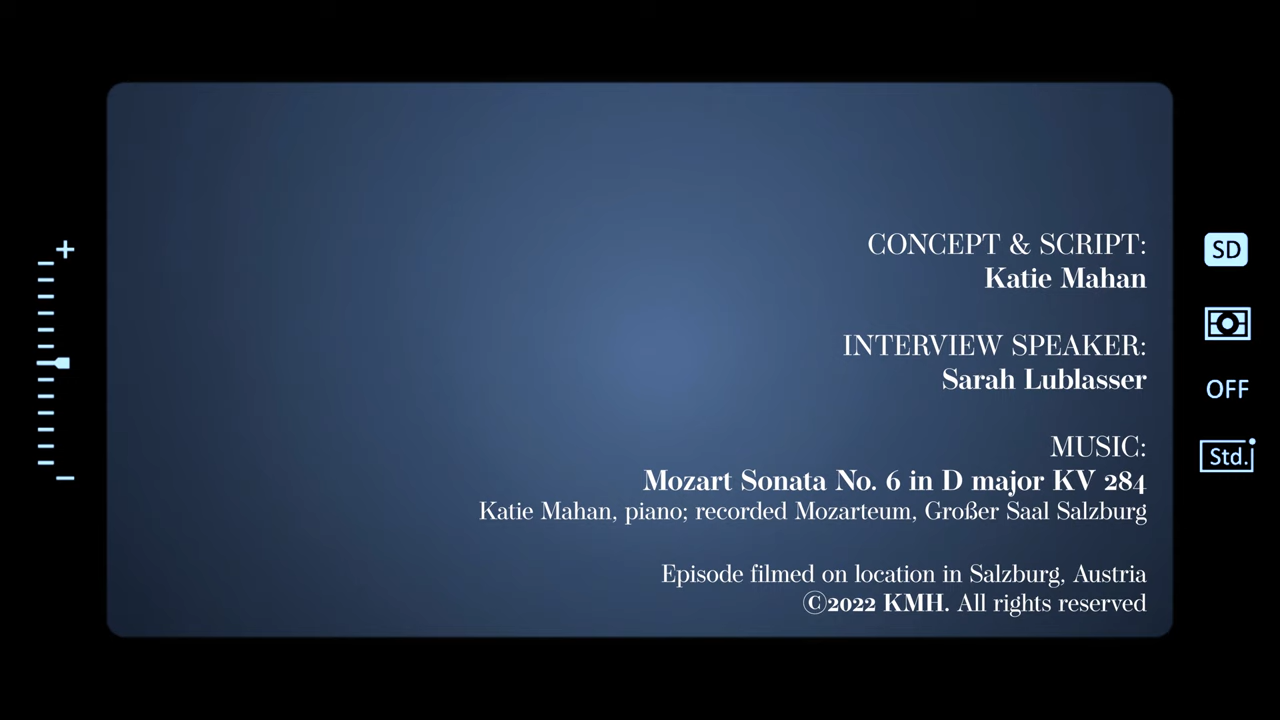 CONCEPT & SCRIPT:
Katie Mahan
INTERVIEW SPEAKER:
Sarah Lublasser
MUSIC:
Mozart Sonata No. 6 in D major KV 284
Katie Mahan, piano; recorded Mozarteum, Großer Saal Salzburg
Episode filmed on location in Salzburg, Austria
©2022 KMH. All rights reserved
+
−
SD
OFF
Std.